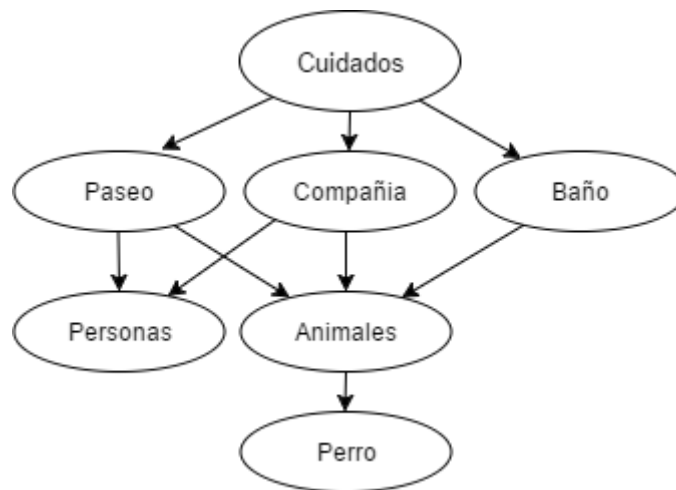 Cuidados
Paseo
Compañia
Baño
Personas
Animales
Perro